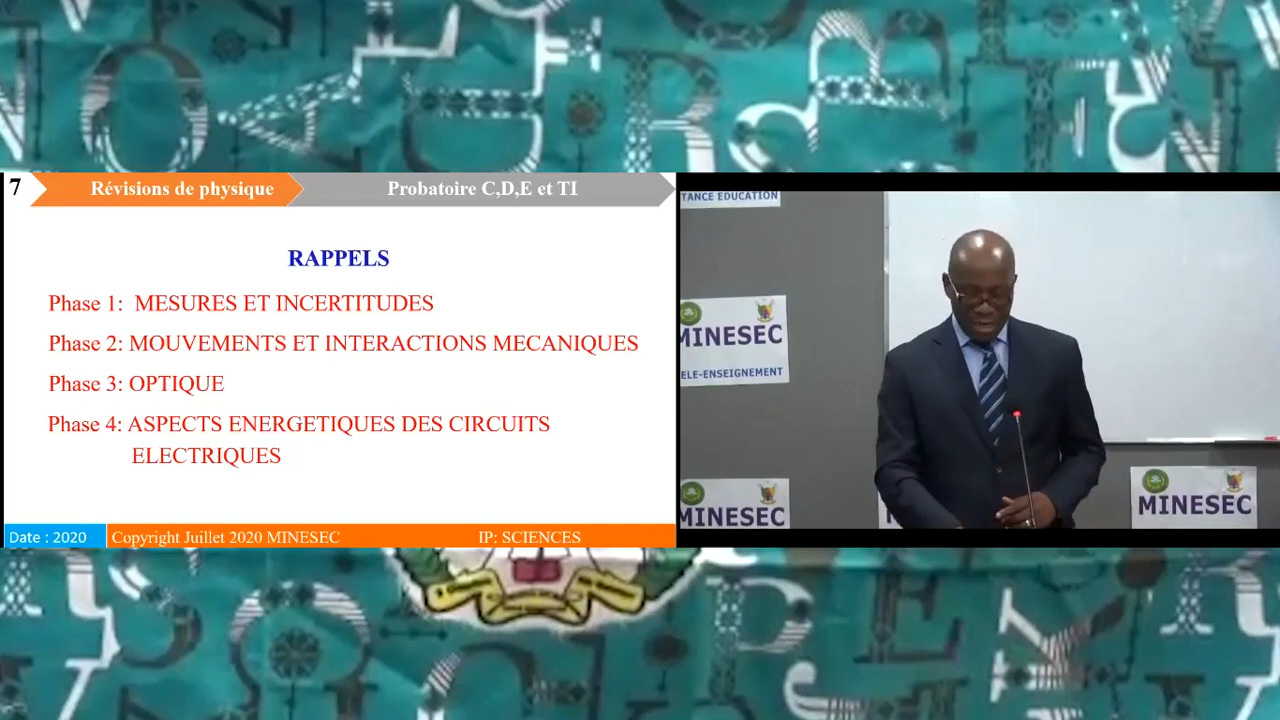 7
Révisions de physique
Probatoire C,D,E et TI
RAPPELS
Phase 1: MESURES ET INCERTITUDES
Phase 2: MOUVEMENTS ET INTERACTIONS MECANIQUES
Phase 3: OPTIQUE
Phase 4: ASPECTS ENERGETIQUES DES CIRCUITS
ELECTRIQUES
Date : 2020
Copyright Juillet 2020 MINESEC
IP: SCIENCES
TANCE EDUCATION
MINESEC
ELE-ENSEIGNEMENT
MINESEC
MINESEC